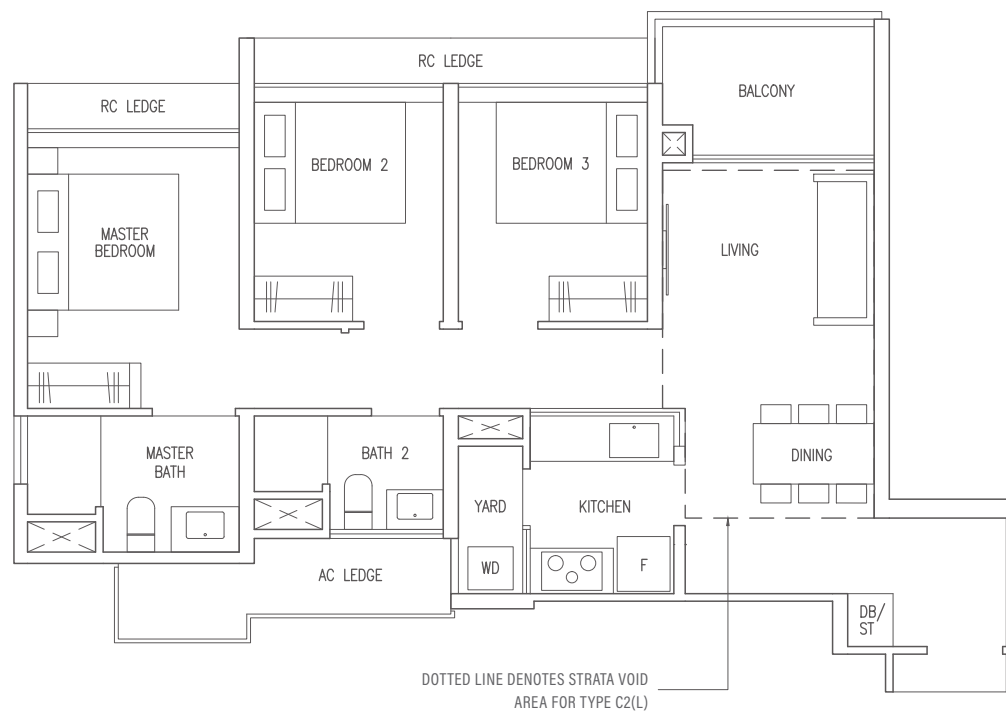 RC LEDGE
RC LEDGE
BALCONY
BEDROOM 2
BEDROOM 3
MASTER
BEDROOM
LIVING
MASTER
BATH
BATH 2
DINING
YARD
KITCHEN
WD
F
AC LEDGE
DB/
ST
DOTTED LINE DENOTES STRATA VOID
AREA FOR TYPE C2(L)